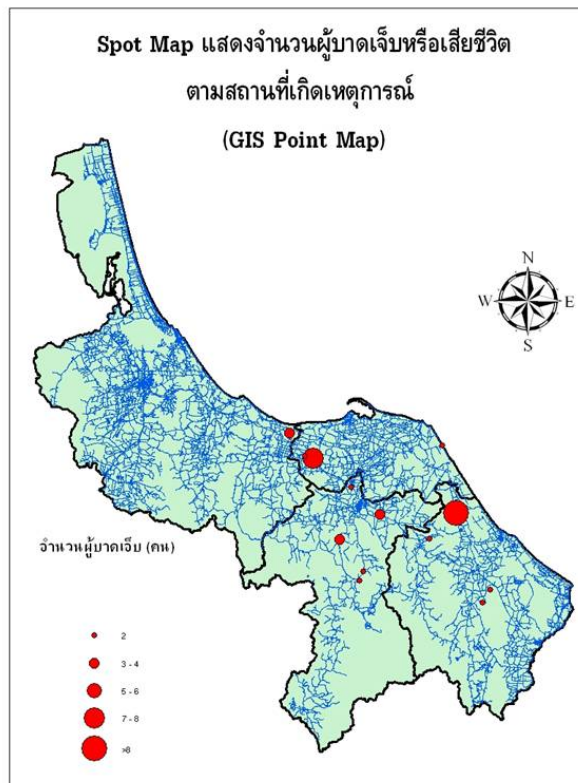 Spot Map แสดงจำนวนผู้บาดเจ็บหรือเสียชีวิต
ตามสถานที่เกิดเหตุการณ์
(GIS Point Map)
N
W E
S
จำนวนผู้บาดเจ็บ (คน)
2
3 - 4
5 - 6
7 - 8
>8